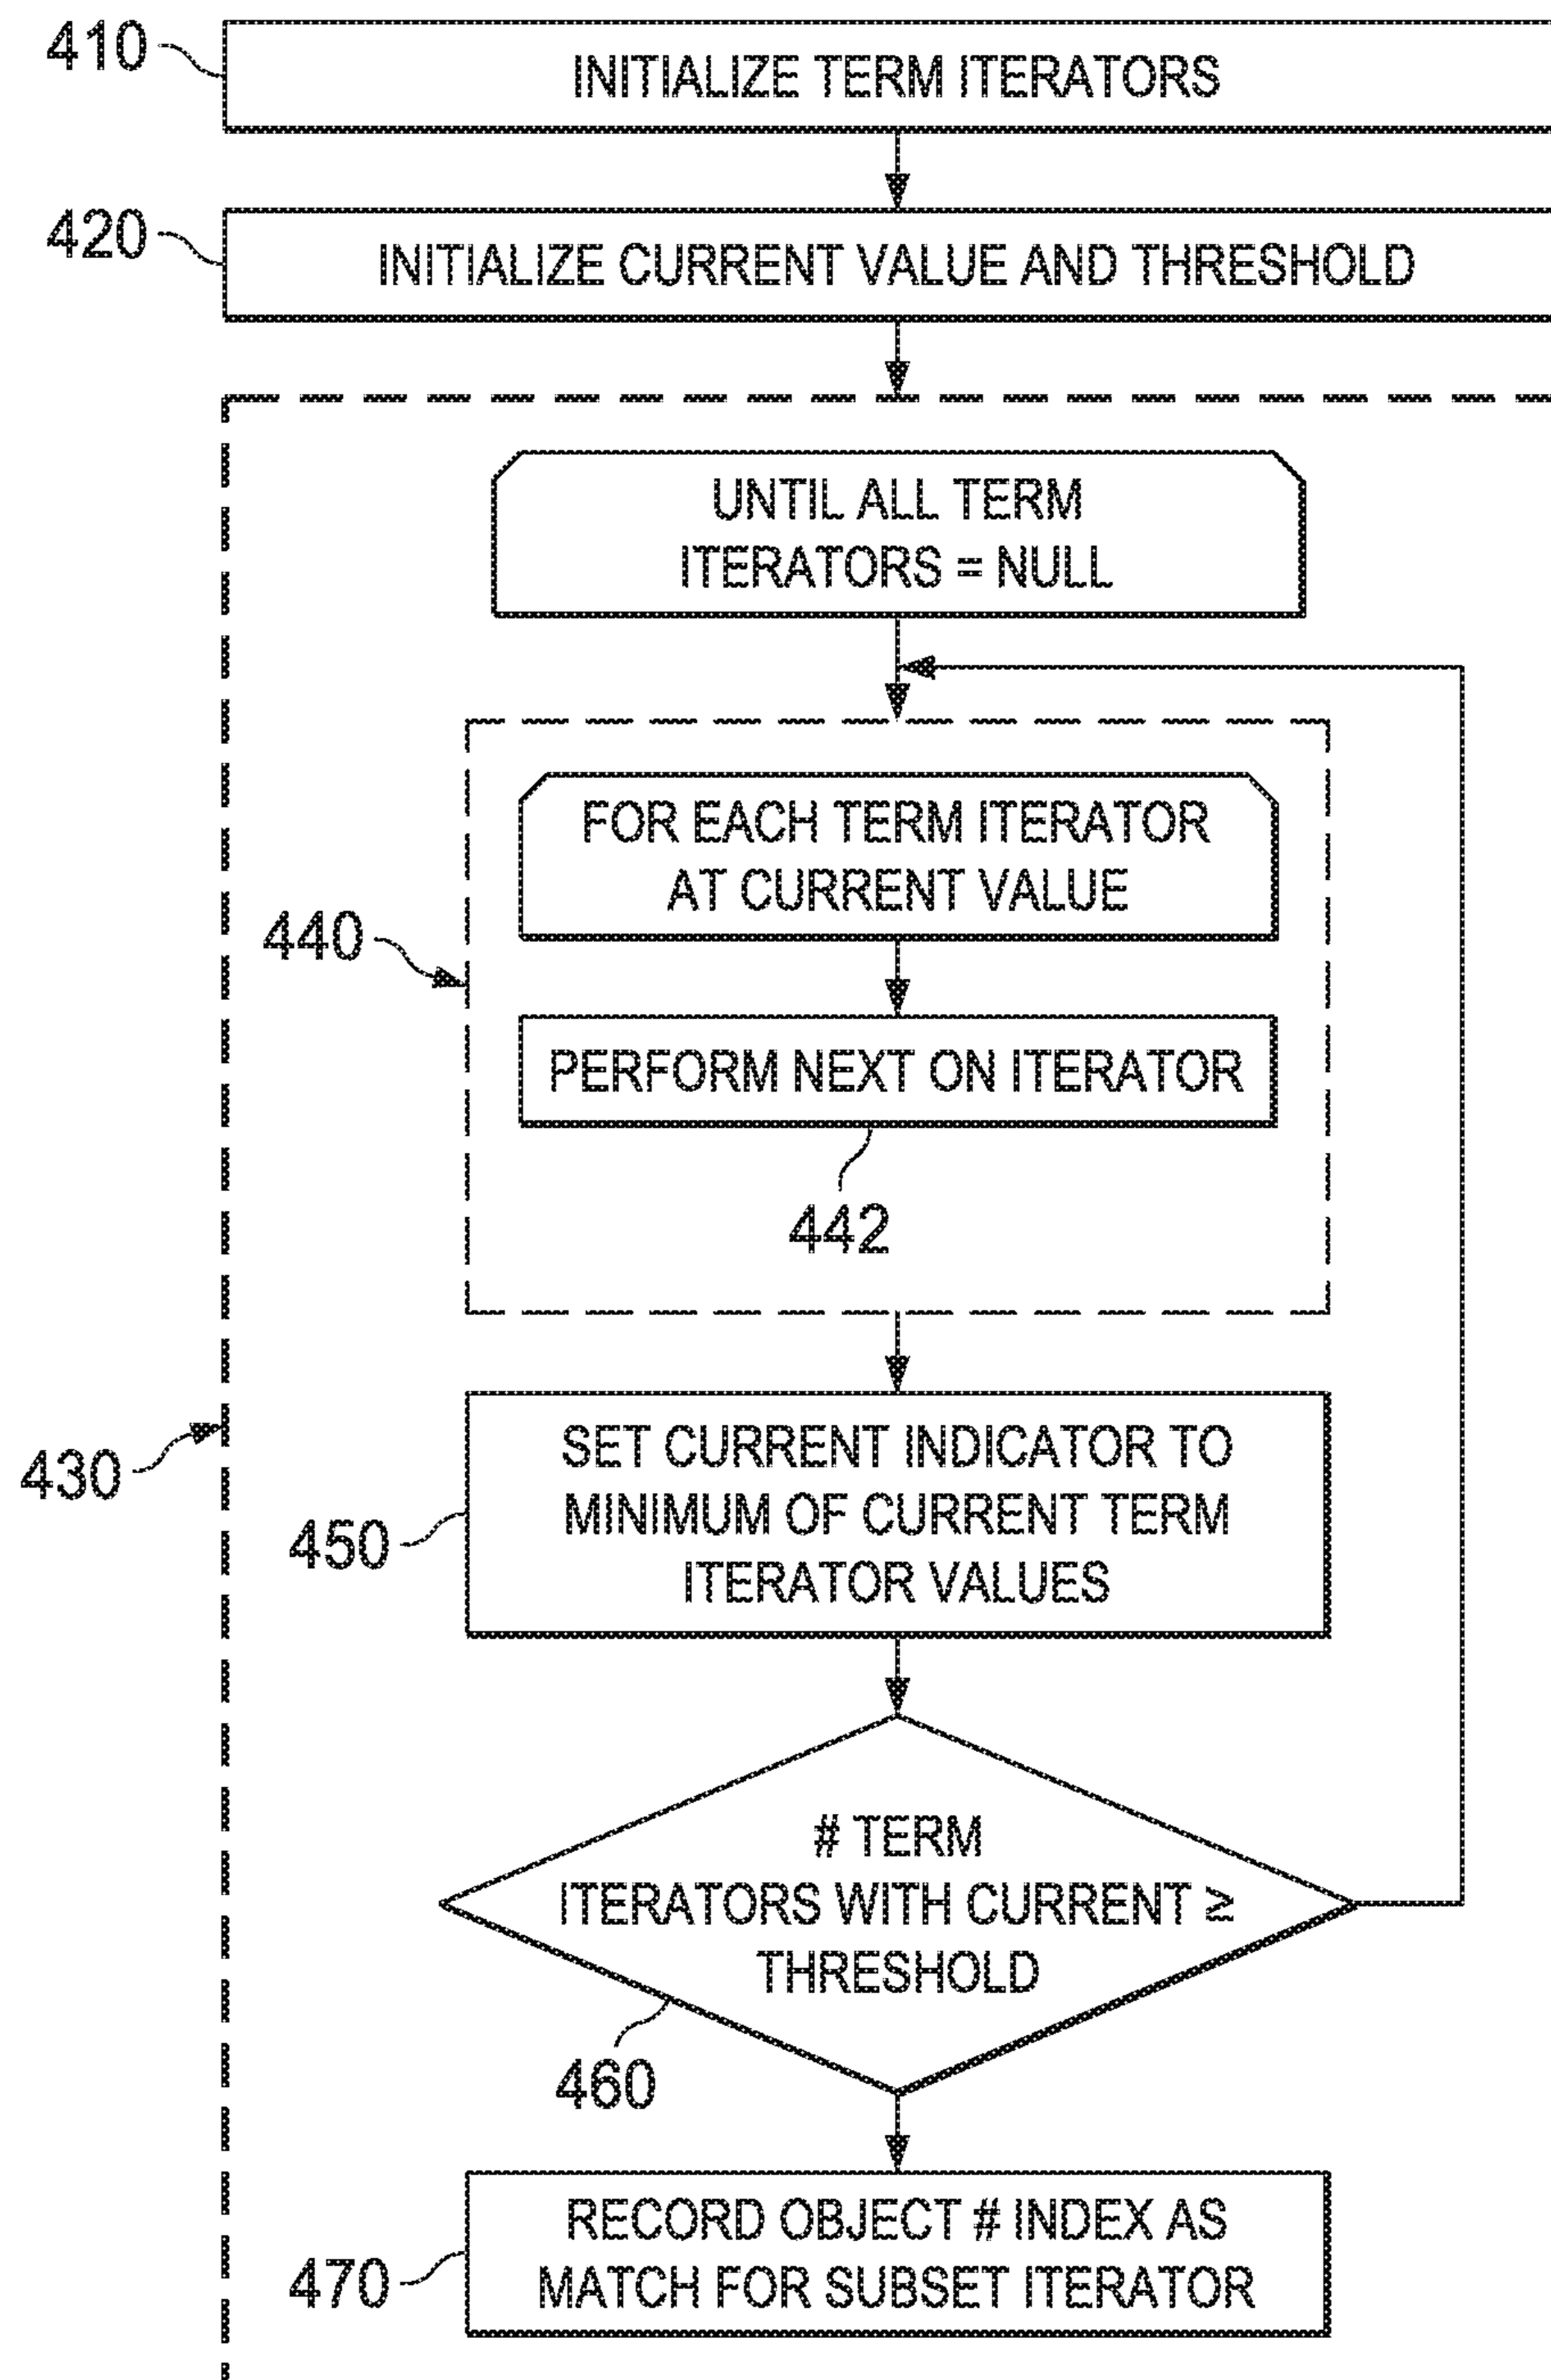 410
INITIALIZE TERM ITERATORS
420
INITIALIZE CURRENT VALUE AND THRESHOLD
UNTIL ALL TERM
ITERATORS = NULL
FOR EACH TERM ITERATOR
AT CURRENT VALUE
440
PERFORM NEXT ON ITERATOR
442
430
SET CURRENT INDICATOR TO
MINIMUM OF CURRENT TERM
ITERATOR VALUES
450
# TERM
ITERATORS WITH CURRENT ≥
THRESHOLD
460
RECORD OBJECT # INDEX AS
MATCH FOR SUBSET ITERATOR
470